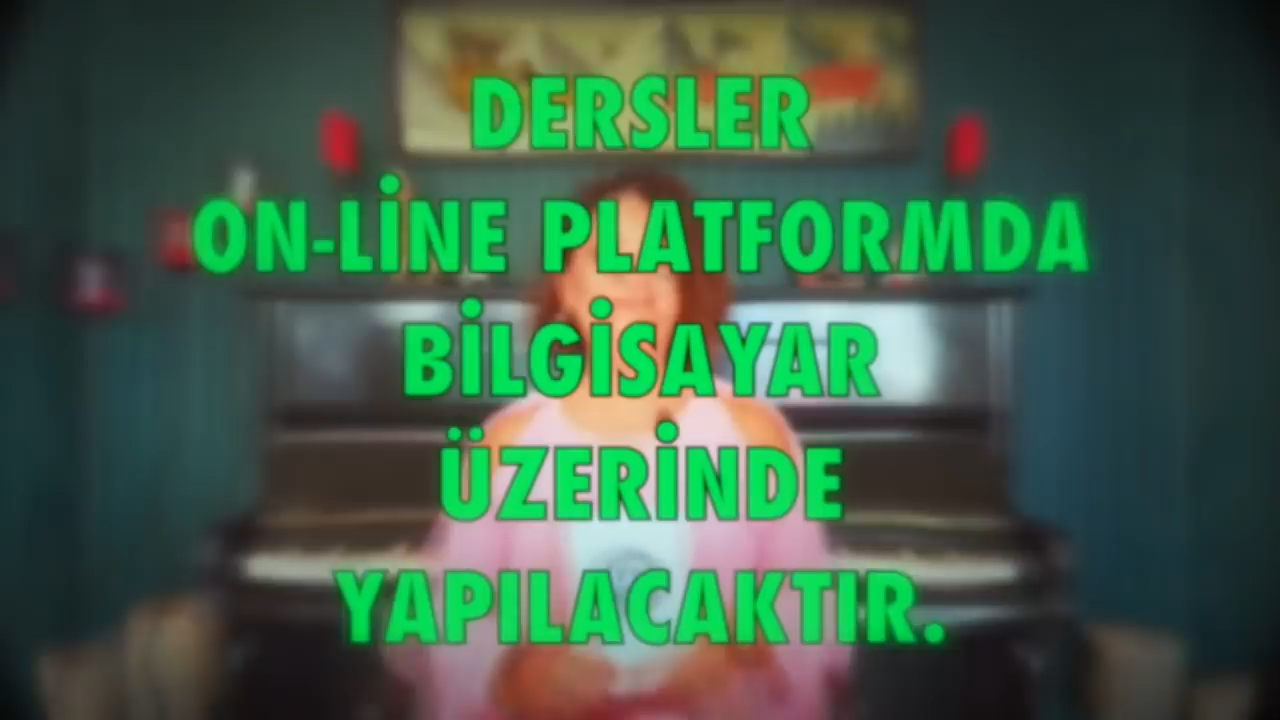 DERSLER
ON-LİNE PLATFORMDA
BİLGİSAYAR
ÜZERİNDE
YAPILACAKTIR.